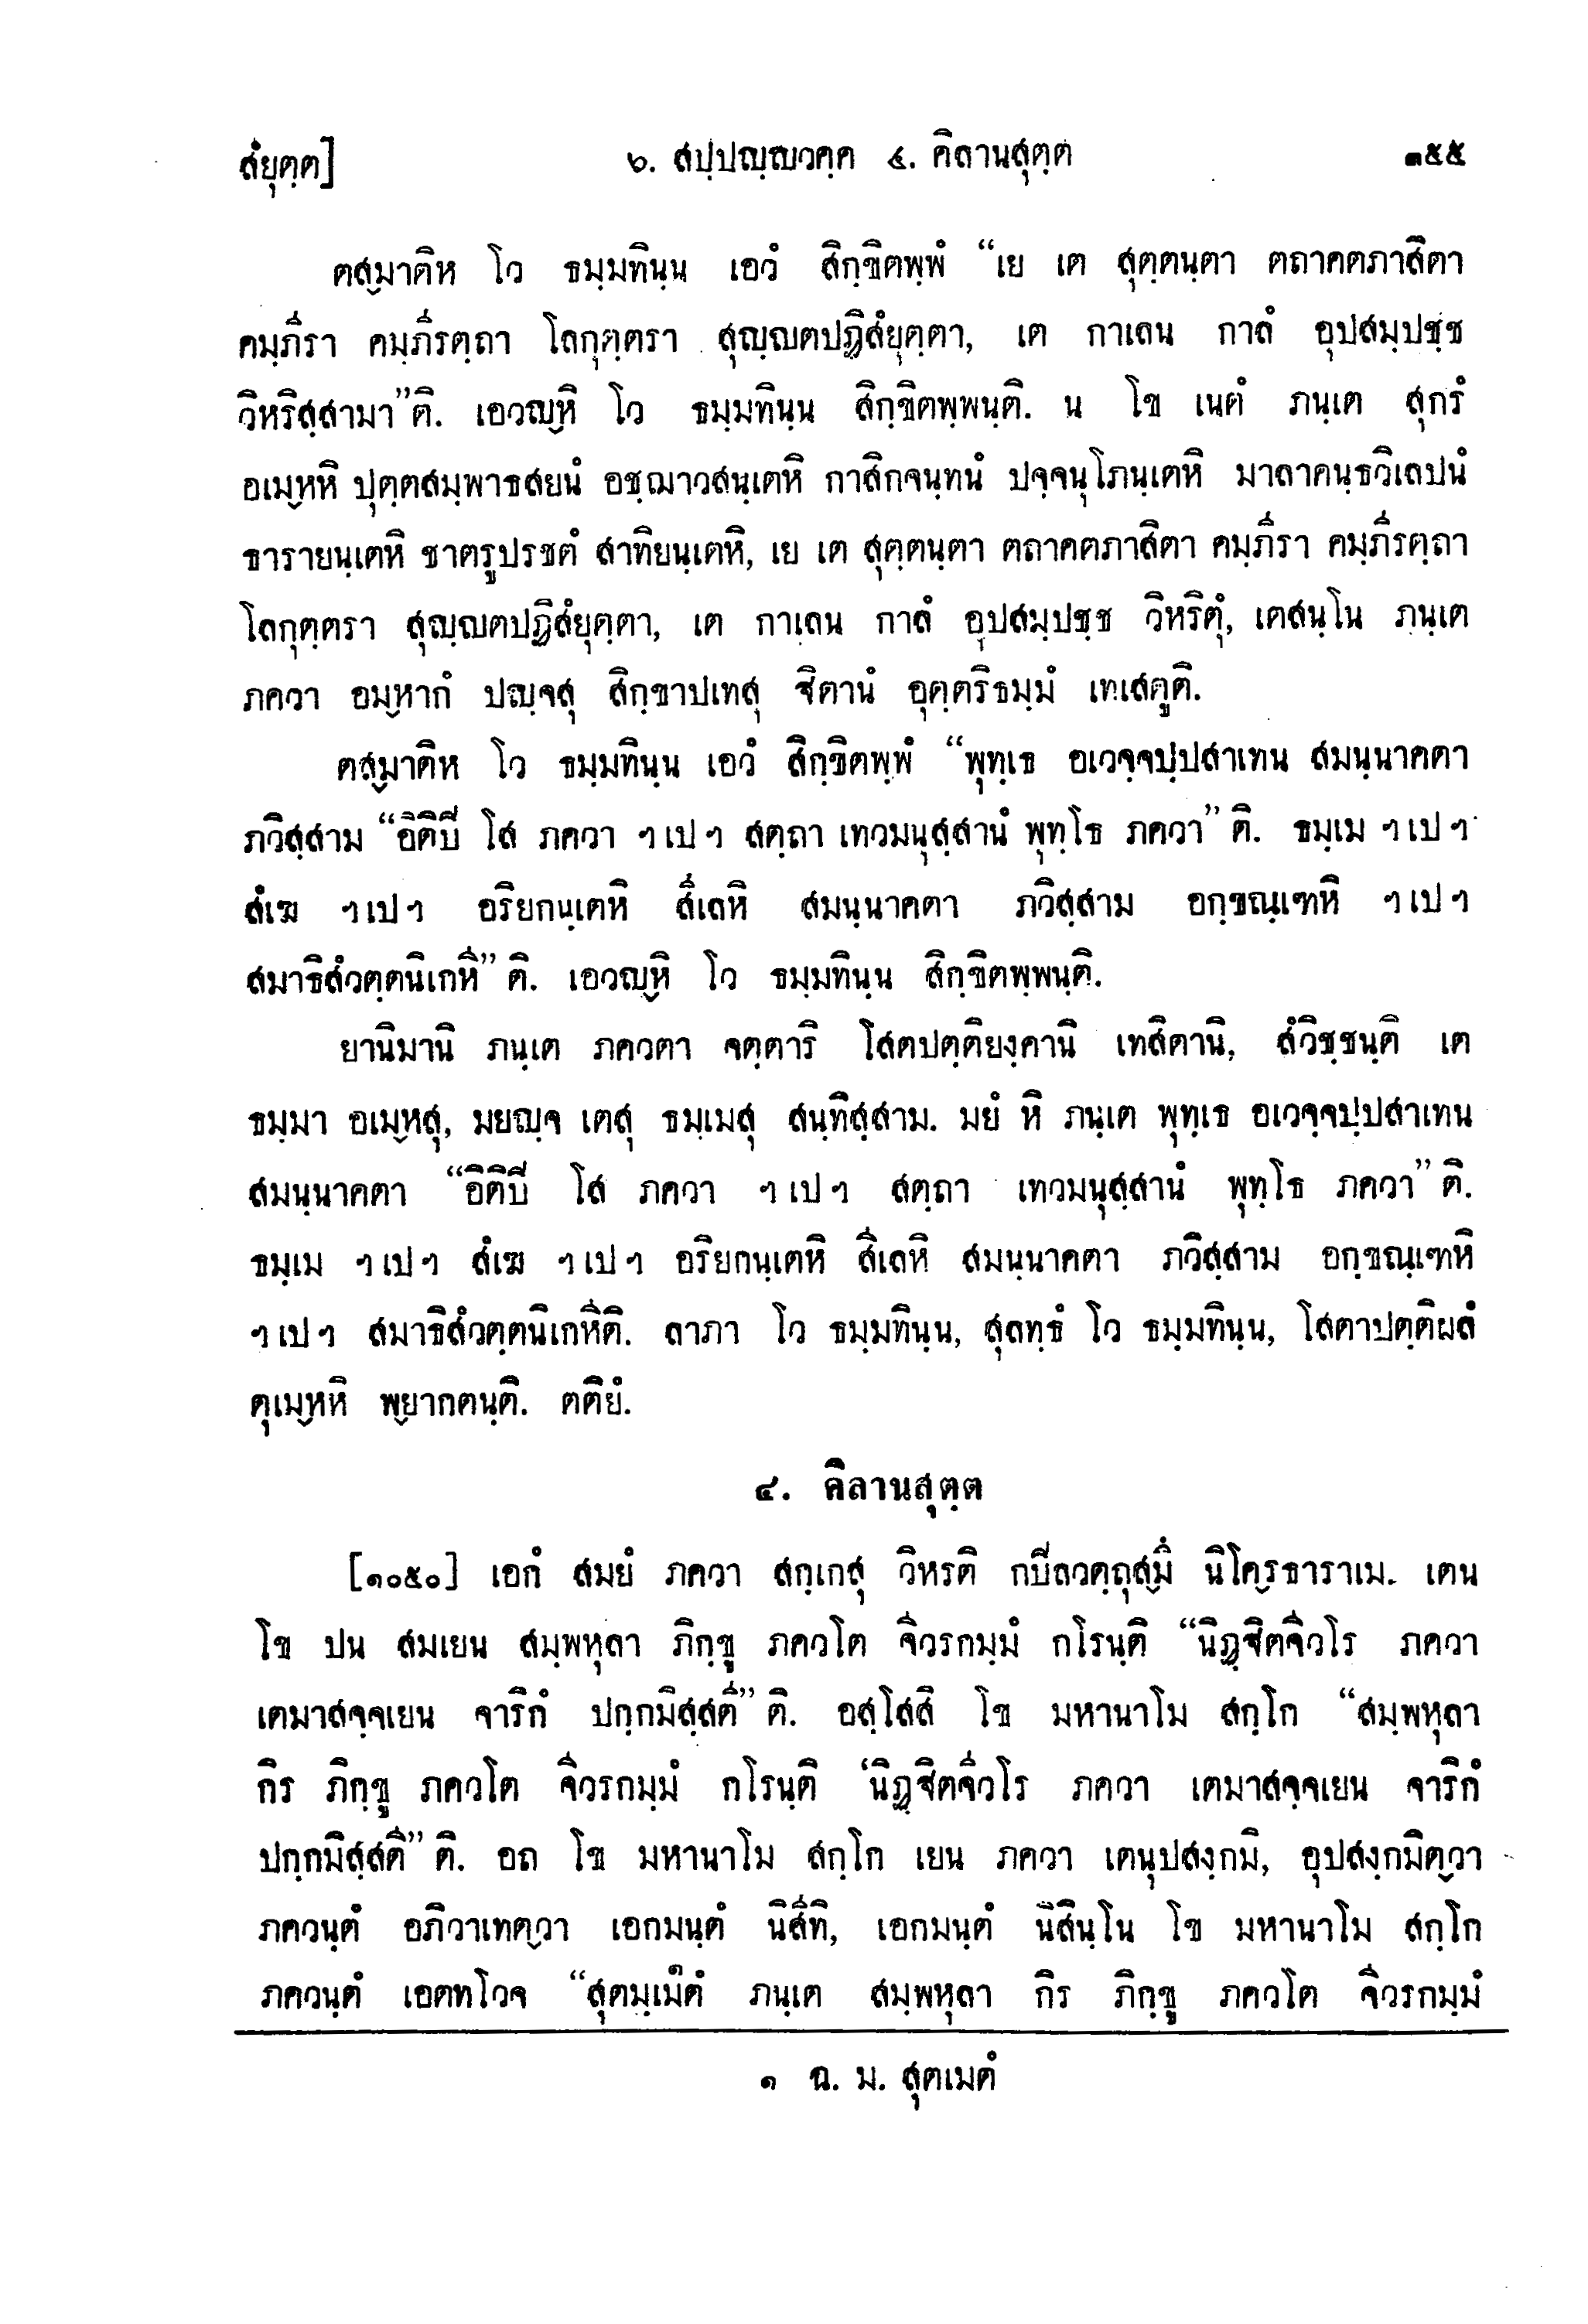 สํยุตฺต]
๖. สปฺปญฺญวคฺค ๔. คิลานสุตฺต
๑๕๕
ตสฺมาติห โว ธมฺมทินฺน เอวํ สิกฺขิตพฺพํ “เย เต สุตฺตนฺตา ตถาคตภาสิตา
คมฺภีรา คมฺภีรตฺถา โลกุตฺตรา สุญฺญตปฏิสํยุตฺตา, เต กาเลน กาลํ อุปสมฺปชฺช
วิหริสฺสามา”ติ. เอวญฺหิ โว ธมฺมทินฺน สิกฺขิตพฺพนฺติ. น โข เนตํ ภนฺเต สุกรํ
อเมฺหหิ ปุตฺตสมฺพาธสยนํ อชฺฌาวสนฺเตหิ กาสิกจนฺทนํ ปจฺจนุโภนฺเตหิ มาลาคนฺธวิเลปนํ
ธารายนฺเตหิ ชาตรูปรชตํ สาทิยนฺเตหิ, เย เต สุตฺตนฺตา ตถาคตภาสิตา คมฺภีรา คมฺภีรตฺถา
โลกุตฺตรา สุญฺญตปฏิสํยุตฺตา, เต กาเลน กาลํ อุปสมฺปชฺช วิหริตุํ, เตสนฺโน ภนฺเต
ภควา อมฺหากํ ปญฺจสุ สิกฺขาปเทสุ ฐิตานํ อุตฺตริธมฺมํ เทเสตูติ.
ตสฺมาติห โว ธมฺมทินฺน เอวํ สิกฺขิตพฺพํ “พุทฺเธ อเวจฺจปฺปสาเทน สมนฺนาคตา
ภวิสฺสาม “อิติปิ โส ภควา ฯ เป ฯ สตฺถา เทวมนุสฺสานํ พุทฺโธ ภควา” ติ. ธมฺเม ฯ เป ฯ
สํเฆ ฯ เป ฯ อริยกนฺเตหิ สีเลหิ สมนฺนาคตา ภวิสฺสาม อกฺขณฺเฑหิ ฯ เป ฯ
สมาธิสํวตฺตนิเกหี” ติ. เอวญฺหิ โว ธมฺมทินฺน สิกฺขิตพฺพนฺติ.
ยานิมานิ ภนฺเต ภควตา จตฺตาริ โสตปตฺติยงฺคานิ เทสิตานิ, สํวิชฺชนฺติ เต
ธมฺมา อเมฺหสุ, มยญฺจ เตสุ ธมฺเมสุ สนฺทิสฺสาม. มยํ หิ ภนฺเต พุทฺเธ อเวจฺจปฺปสาเทน
สมนฺนาคตา “อิติปิ โส ภควา ฯ เป ฯ สตฺถา เทวมนุสฺสานํ พุทฺโธ ภควา” ติ.
ธมฺเม ฯ เป ฯ สํเฆ ฯ เป ฯ อริยกนฺเตหิ สีเลหิ สมนฺนาคตา ภวิสฺสาม อกฺขณฺเฑหิ
ฯ เป ฯ สมาธิสํวตฺตนิเกหีติ. ลาภา โว ธมฺมทินฺน, สุลทฺธํ โว ธมฺมทินฺน, โสตาปตฺติผลํ
ตุเมฺหหิ พฺยากตนฺติ. ตติยํ.
๔. คิลานสุตฺต
[๑๐๕๐] เอกํ สมยํ ภควา สกฺเกสุ วิหรติ กปิลวตฺถุสฺมึ นิโคฺรธาราเม. เตน
โข ปน สมเยน สมฺพหุลา ภิกฺขู ภควโต จีวรกมฺมํ กโรนฺติ “นิฏฺฐิตจีวโร ภควา
เตมาสจฺจเยน จาริกํ ปกฺกมิสฺสตี” ติ. อสฺโสสิ โข มหานาโม สกฺโก “สมฺพหุลา
กิร ภิกฺขู ภควโต จีวรกมฺมํ กโรนฺติ ‘นิฏฺฐิตจีวโร ภควา เตมาสจฺจเยน จาริกํ
ปกฺกมิสฺสตี” ติ. อถ โข มหานาโม สกฺโก เยน ภควา เตนุปสงฺกมิ, อุปสงฺกมิตฺวา
ภควนฺตํ อภิวาเทตฺวา เอกมนฺตํ นิสีทิ, เอกมนฺตํ นิสินฺโน โข มหานาโม สกฺโก
ภควนฺตํ เอตทโวจ “สุตมฺเม๑ตํ ภนฺเต สมฺพหุลา กิร ภิกฺขู ภควโต จีวรกมฺมํ
๑ ฉ. ม. สุตเมตํ